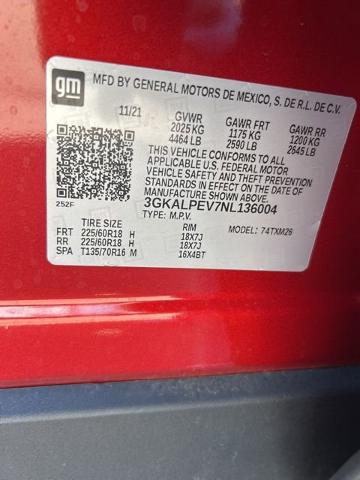 gm
MFD BY GENERAL MOTORS DE MEXICO, S. DE R.L. DE C.V.
11/21 GVWR GAWR FRT GAWR RR
2025 KG 1175 KG 1200 KG
4464 LB 2590 LB 2645 LB
THIS VEHICLE CONFORMS TO ALL
APPLICABLE U.S. FEDERAL MOTOR
VEHICLE SAFETY AND THEFT PREVENTION
STANDARDS IN EFFECT ON THE DATE OF
MANUFACTURE SHOWN ABOVE.
3GKALPEV7NL136004
252F TYPE: M.P.V. MODEL: 74TXM26
TIRE SIZE RIM
FRT 225/60R18 H 18X7J
RR 225/60R18 H 18X7J
SPA T135/70R16 M 16X4BT